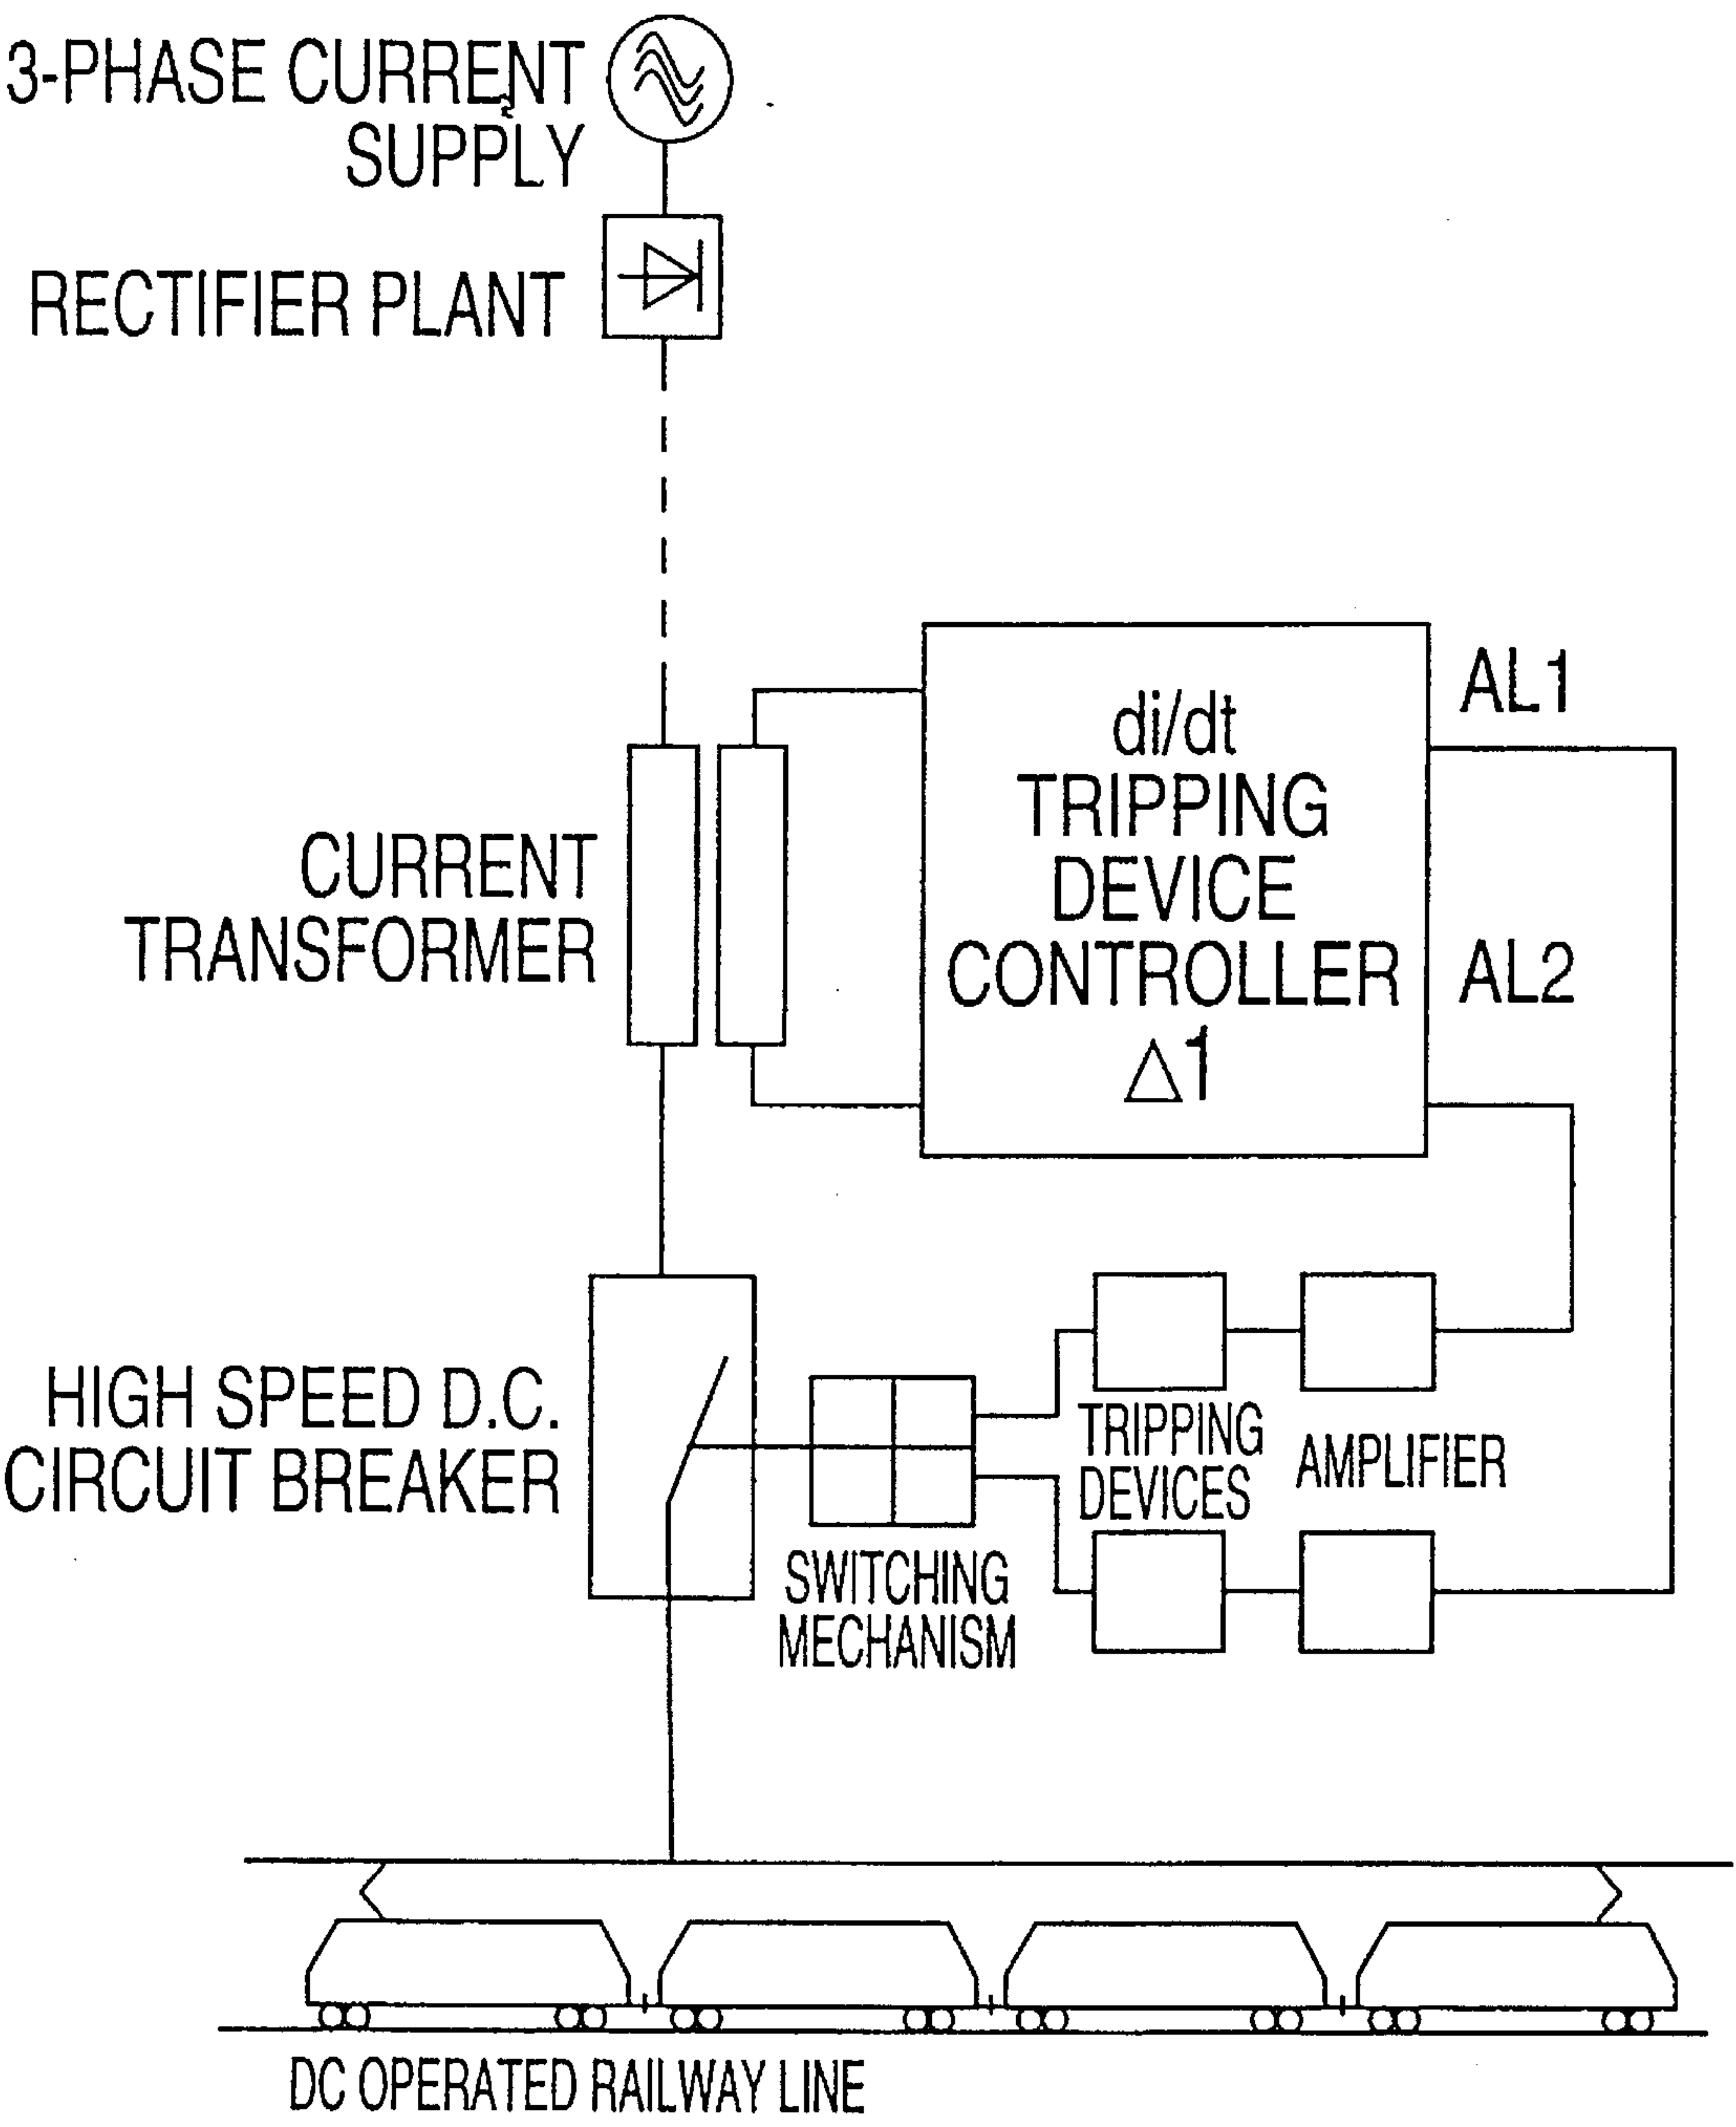 3-PHASE CURRENT
SUPPLY
RECTIFIER PLANT
di/dt
TRIPPING
DEVICE
CONTROLLER
△1
AL1
AL2
CURRENT
TRANSFORMER
HIGH SPEED D.C.
CIRCUIT BREAKER
TRIPPING
DEVICES
AMPLIFIER
SWITCHING
MECHANISM
DC OPERATED RAILWAY LINE